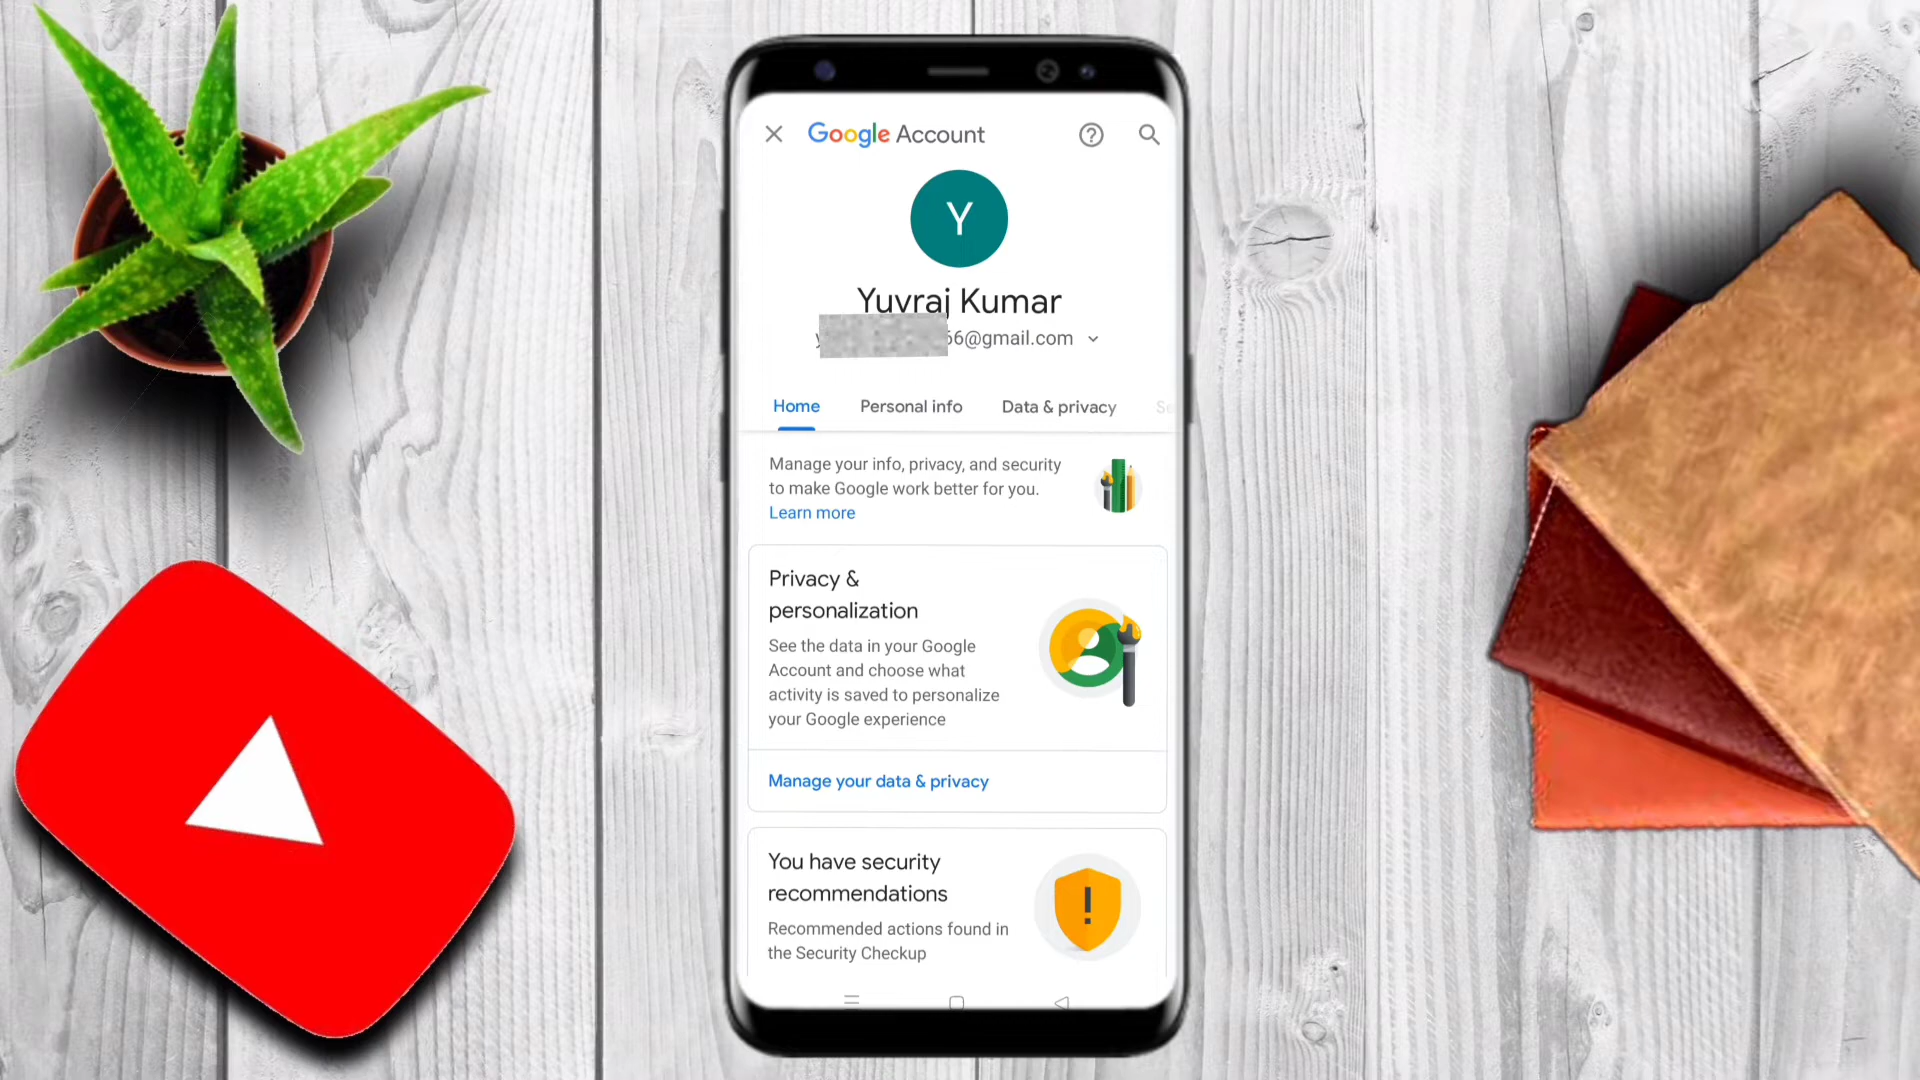 Google Account
Y
Yuvraj Kumar
66@gmail.com
Home Personal info Data & privacy
Manage your info, privacy, and security
to make Google work better for you.
Learn more
Privacy &
personalization
See the data in your Google
Account and choose what
activity is saved to personalize
your Google experience
Manage your data & privacy
You have security
recommendations
Recommended actions found in
the Security Checkup